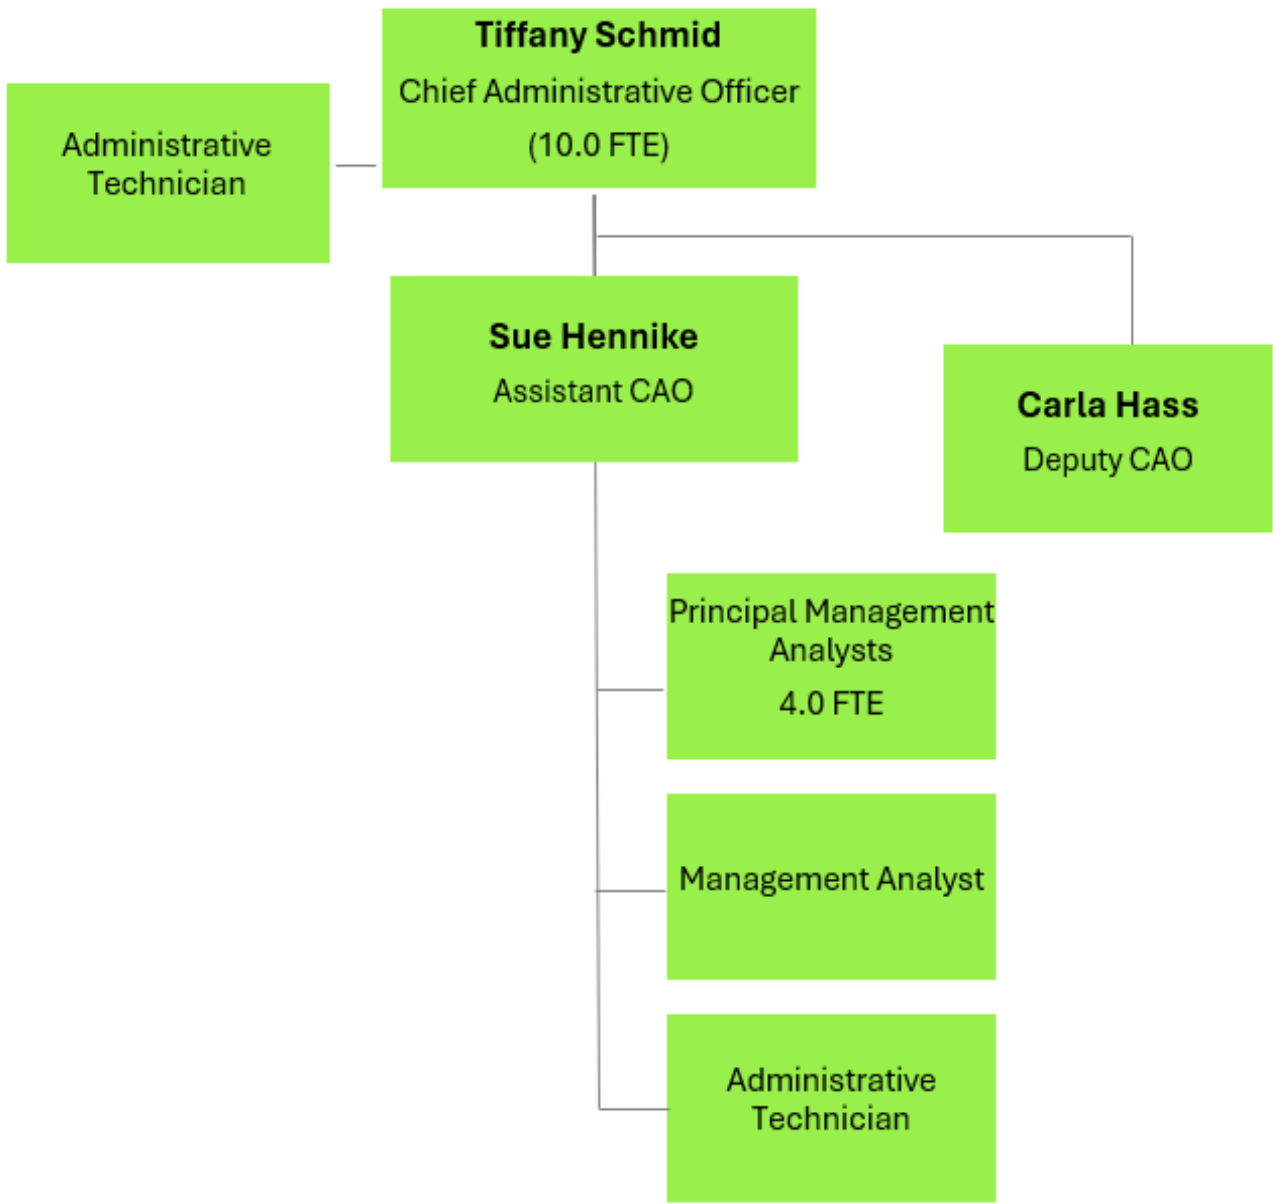 Tiffany Schmid
Chief Administrative Officer
(10.0 FTE)
Administrative
Technician
Sue Hennike
Assistant CAO
Carla Hass
Deputy CAO
Principal Management
Analysts
4.0 FTE
Management Analyst
Administrative
Technician